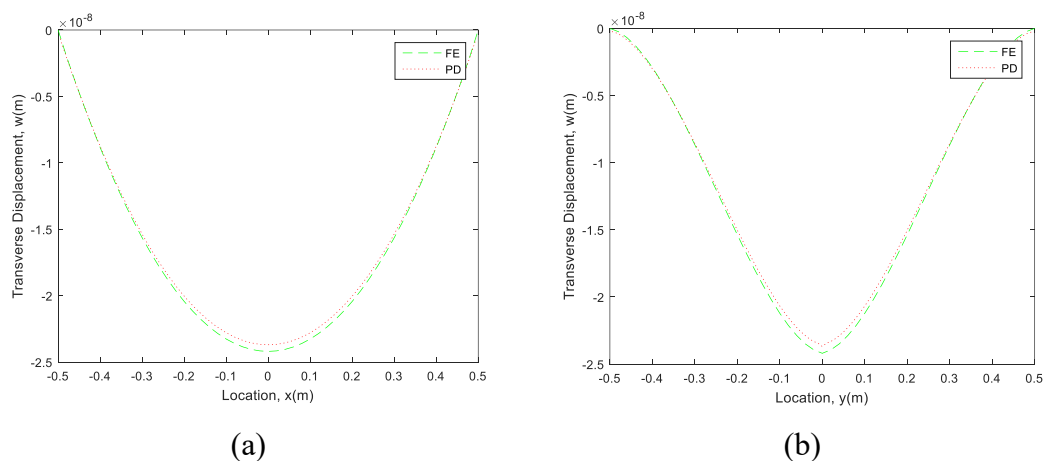 ×10⁻⁸
0
-0.5
-1
-1.5
-2
-2.5
-0.5 -0.4 -0.3 -0.2 -0.1 0 0.1 0.2 0.3 0.4 0.5
Transverse Displacement, w(m)
Location, x(m)
FE
PD
(a)
×10⁻⁸
0
-0.5
-1
-1.5
-2
-2.5
-0.5 -0.4 -0.3 -0.2 -0.1 0 0.1 0.2 0.3 0.4 0.5
Transverse Displacement, w(m)
Location, y(m)
FE
PD
(b)